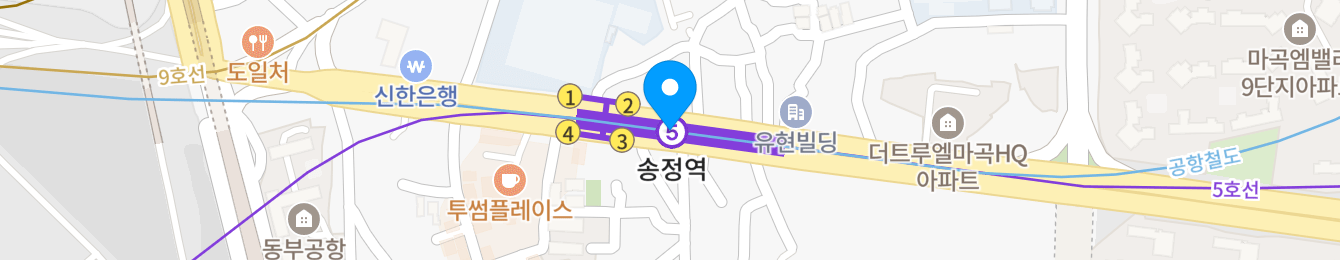 9호선
도일처
신한은행
1
2
4
3
5
송정역
투썸플레이스
동부공항
유현빌딩
더트루엘마곡HQ
아파트
마곡엠밸리
9단지아파
공항철도
5호선